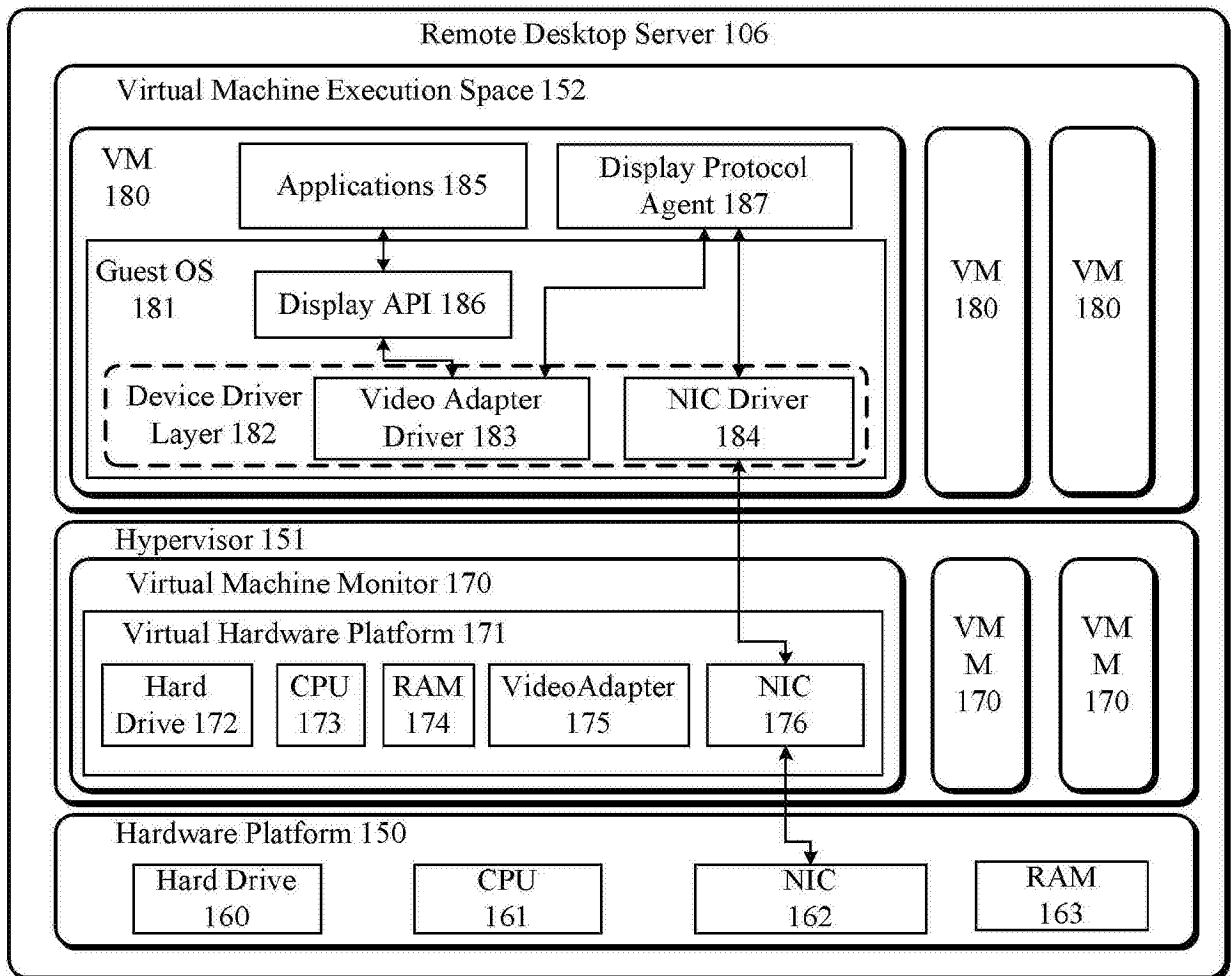 Remote Desktop Server 106
Virtual Machine Execution Space 152
VM
180
Applications 185
Display Protocol
Agent 187
Guest OS
181
Display API 186
Device Driver
Layer 182
Video Adapter
Driver 183
NIC Driver
184
VM
180
VM
180
Hypervisor 151
Virtual Machine Monitor 170
Virtual Hardware Platform 171
Hard
Drive 172
CPU
173
RAM
174
VideoAdapter
175
NIC
176
VM
M
170
VM
M
170
Hardware Platform 150
Hard Drive
160
CPU
161
NIC
162
RAM
163